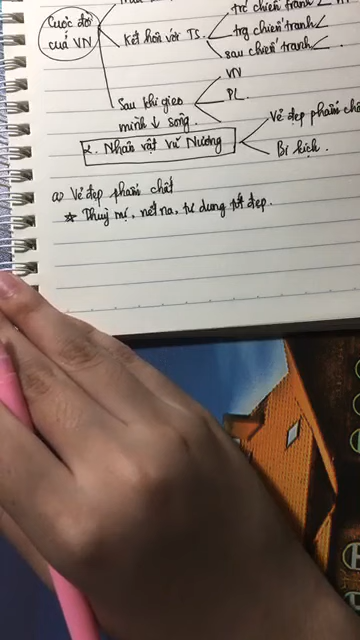 trc chiến tranh
Cuộc đời
của VN
Kết hôn với TS
trg chiến tranh
sau chiến tranh
VN
Sau khi gieo
PL
mình ↓ sông
Vẻ đẹp phẩm chất
2. Nhân vật Vũ Nương
Bi kịch.
a) Vẻ đẹp phẩm chất
* Thuỳ mị, nết na, tư dung tốt đẹp.